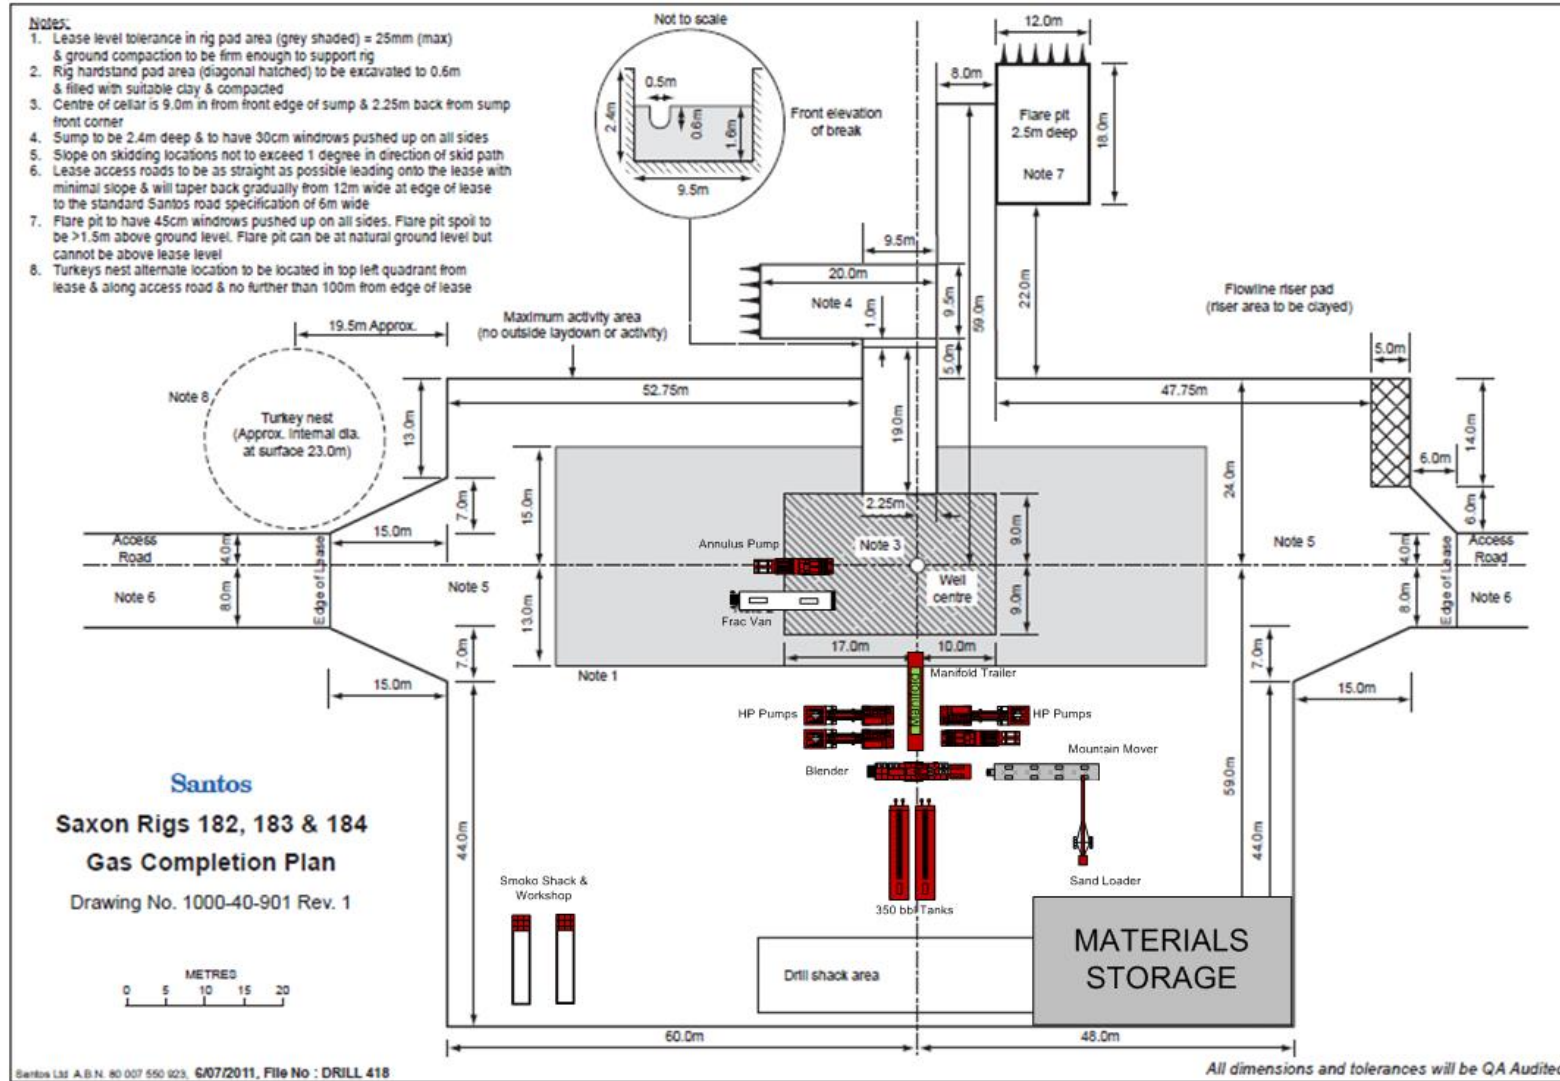 Notes:
1. Lease level tolerance in rig pad area (grey shaded) = 25mm (max)
& ground compaction to be firm enough to support rig
2. Rig hardstand pad area (diagonal hatched) to be excavated to 0.6m
& filled with suitable clay & compacted
3. Centre of cellar is 9.0m in from front edge of sump & 2.25m back from sump
front corner
4. Sump to be 2.4m deep & to have 30cm windrows pushed up on all sides
5. Slope on skidding locations not to exceed 1 degree in direction of skid path
6. Lease access roads to be as straight as possible leading onto the lease with
minimal slope & will taper back gradually from 12m wide at edge of lease
to the standard Santos road specification of 6m wide
7. Flare pit to have 45cm windrows pushed up on all sides. Flare pit spoil to
be >1.5m above ground level. Flare pit can be at natural ground level but
cannot be above lease level
8. Turkeys nest alternate location to be located in top left quadrant from
lease & along access road & no further than 100m from edge of lease
Not to scale
0.5m
2.4m
0.6m
1.6m
9.5m
Front elevation
of break
12.0m
8.0m
Flare pit
2.5m deep
Note 7
18.0m
9.5m
20.0m
Note 4
1.0m
9.5m
59.0m
22.0m
5.0m
Flowline riser pad
(riser area to be clayed)
5.0m
19.5m Approx.
Maximum activity area
(no outside laydown or activity)
52.75m
47.75m
Note 8
Turkey nest
(Approx. internal dia.
at surface 23.0m)
13.0m
19.0m
24.0m
14.0m
6.0m
7.0m
15.0m
2.25m
9.0m
6.0m
15.0m
Access
Road
4.0m
Edge of Lease
Annulus Pump
Note 3
Note 5
4.0m
Access
Road
Note 6
8.0m
Note 5
13.0m
Well
centre
9.0m
Edge of Lease
8.0m
Note 6
Frac Van
7.0m
17.0m
10.0m
7.0m
15.0m
Note 1
Manifold Trailer
15.0m
HP Pumps
HP Pumps
Blender
Mountain Mover
59.0m
Santos
Saxon Rigs 182, 183 & 184
Gas Completion Plan
Drawing No. 1000-40-901 Rev. 1
44.0m
44.0m
Smoko Shack &
Workshop
350 bbl Tanks
Sand Loader
MATERIALS
STORAGE
Drill shack area
METRES
0 5 10 15 20
60.0m
48.0m
Santos Ltd A.B.N. 80 007 550 923, 6/07/2011, File No : DRILL 418
All dimensions and tolerances will be QA Audited